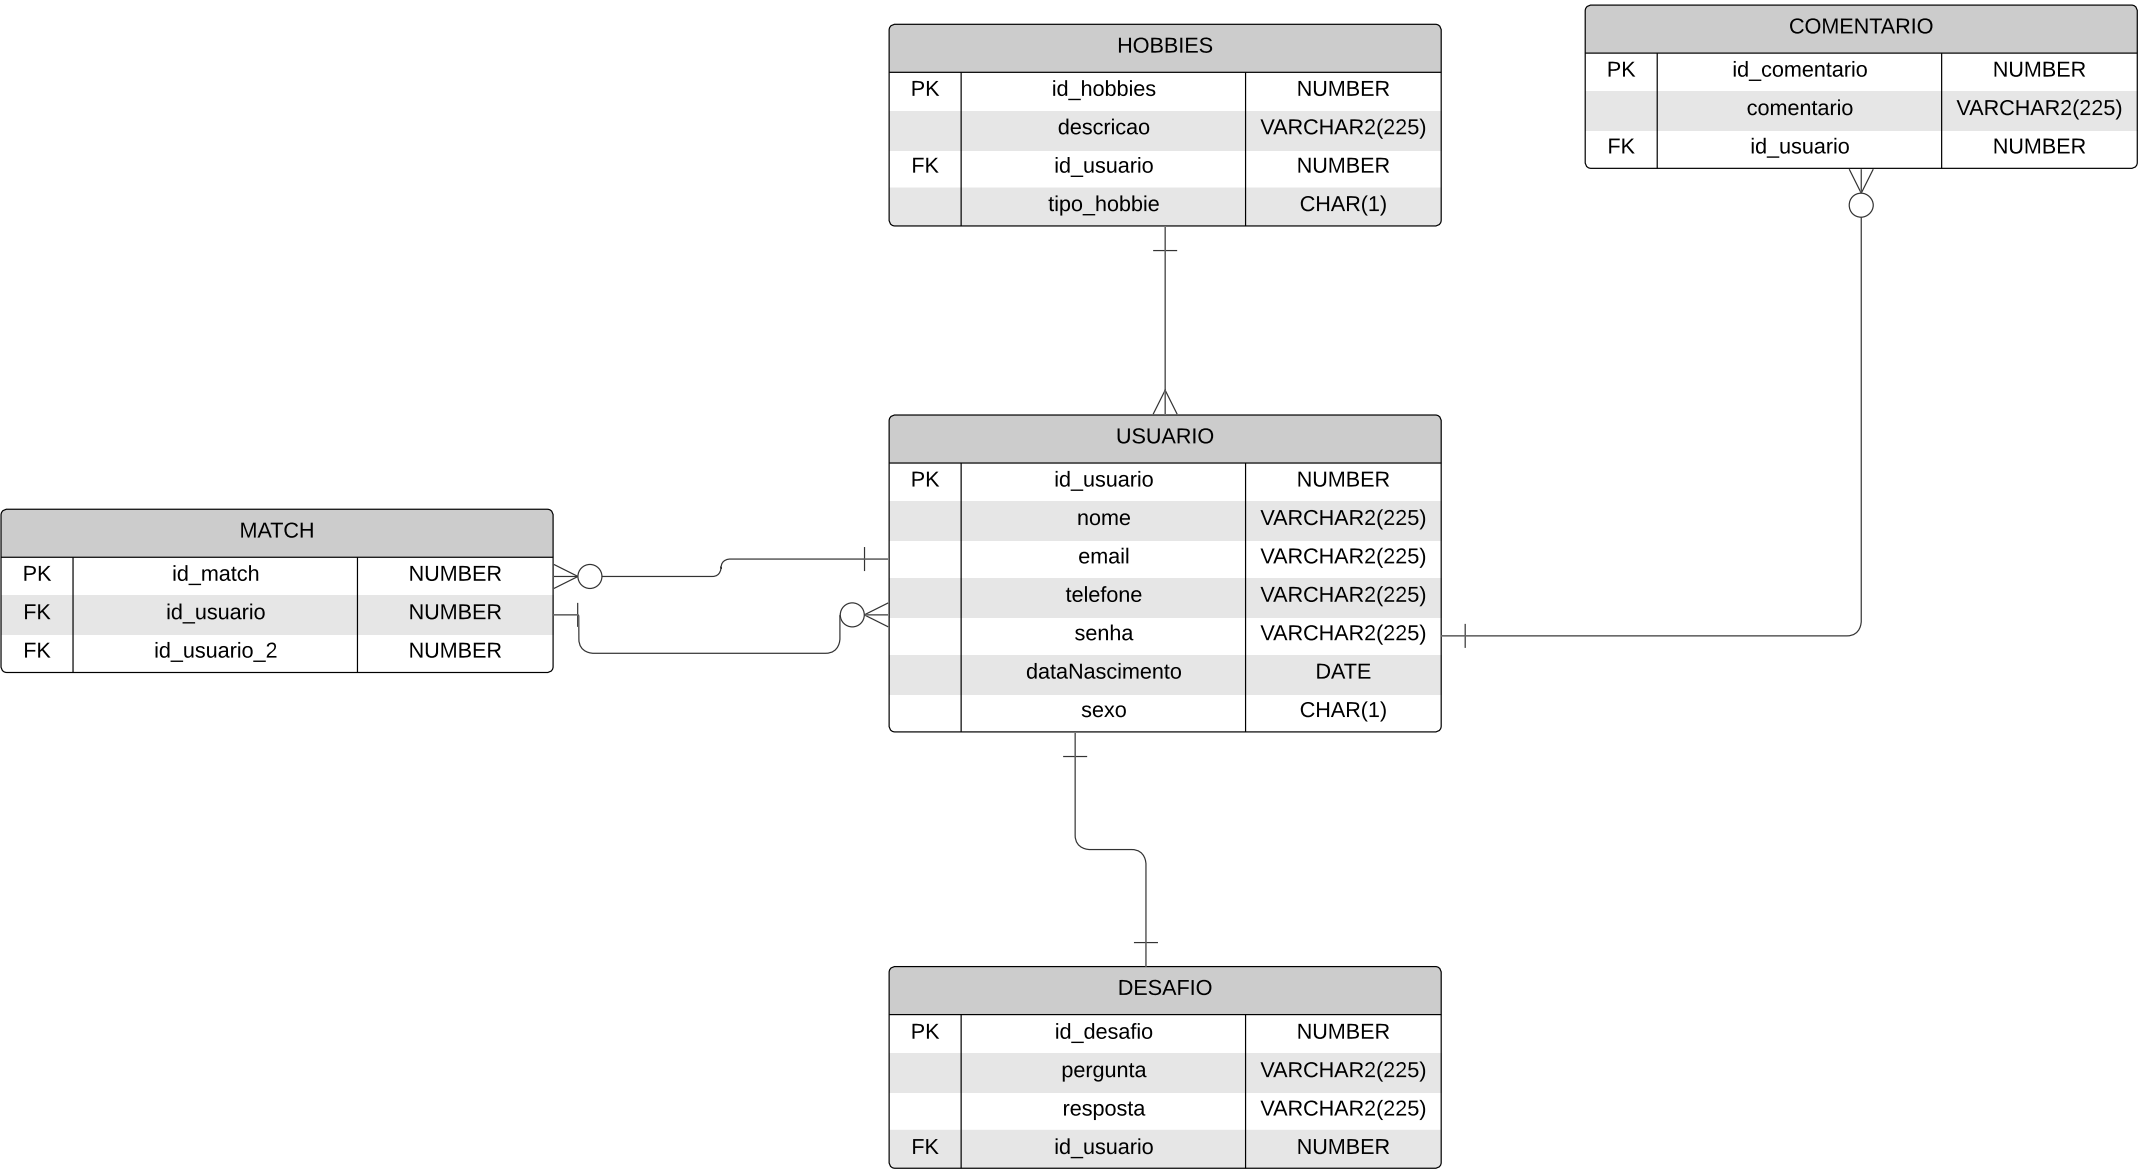 HOBBIES
PK id_hobbies NUMBER
descricao VARCHAR2(225)
FK id_usuario NUMBER
tipo_hobbie CHAR(1)
COMENTARIO
PK id_comentario NUMBER
comentario VARCHAR2(225)
FK id_usuario NUMBER
MATCH
PK id_match NUMBER
FK id_usuario NUMBER
FK id_usuario_2 NUMBER
USUARIO
PK id_usuario NUMBER
nome VARCHAR2(225)
email VARCHAR2(225)
telefone VARCHAR2(225)
senha VARCHAR2(225)
dataNascimento DATE
sexo CHAR(1)
DESAFIO
PK id_desafio NUMBER
pergunta VARCHAR2(225)
resposta VARCHAR2(225)
FK id_usuario NUMBER